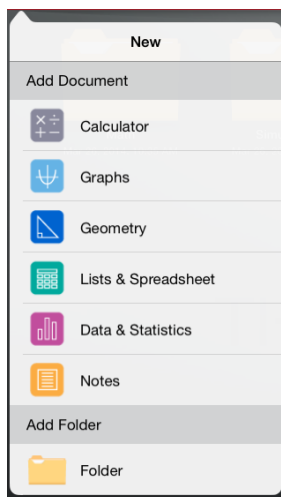 New
Add Document
Calculator
Graphs
Geometry
Lists & Spreadsheet
Data & Statistics
Notes
Add Folder
Folder